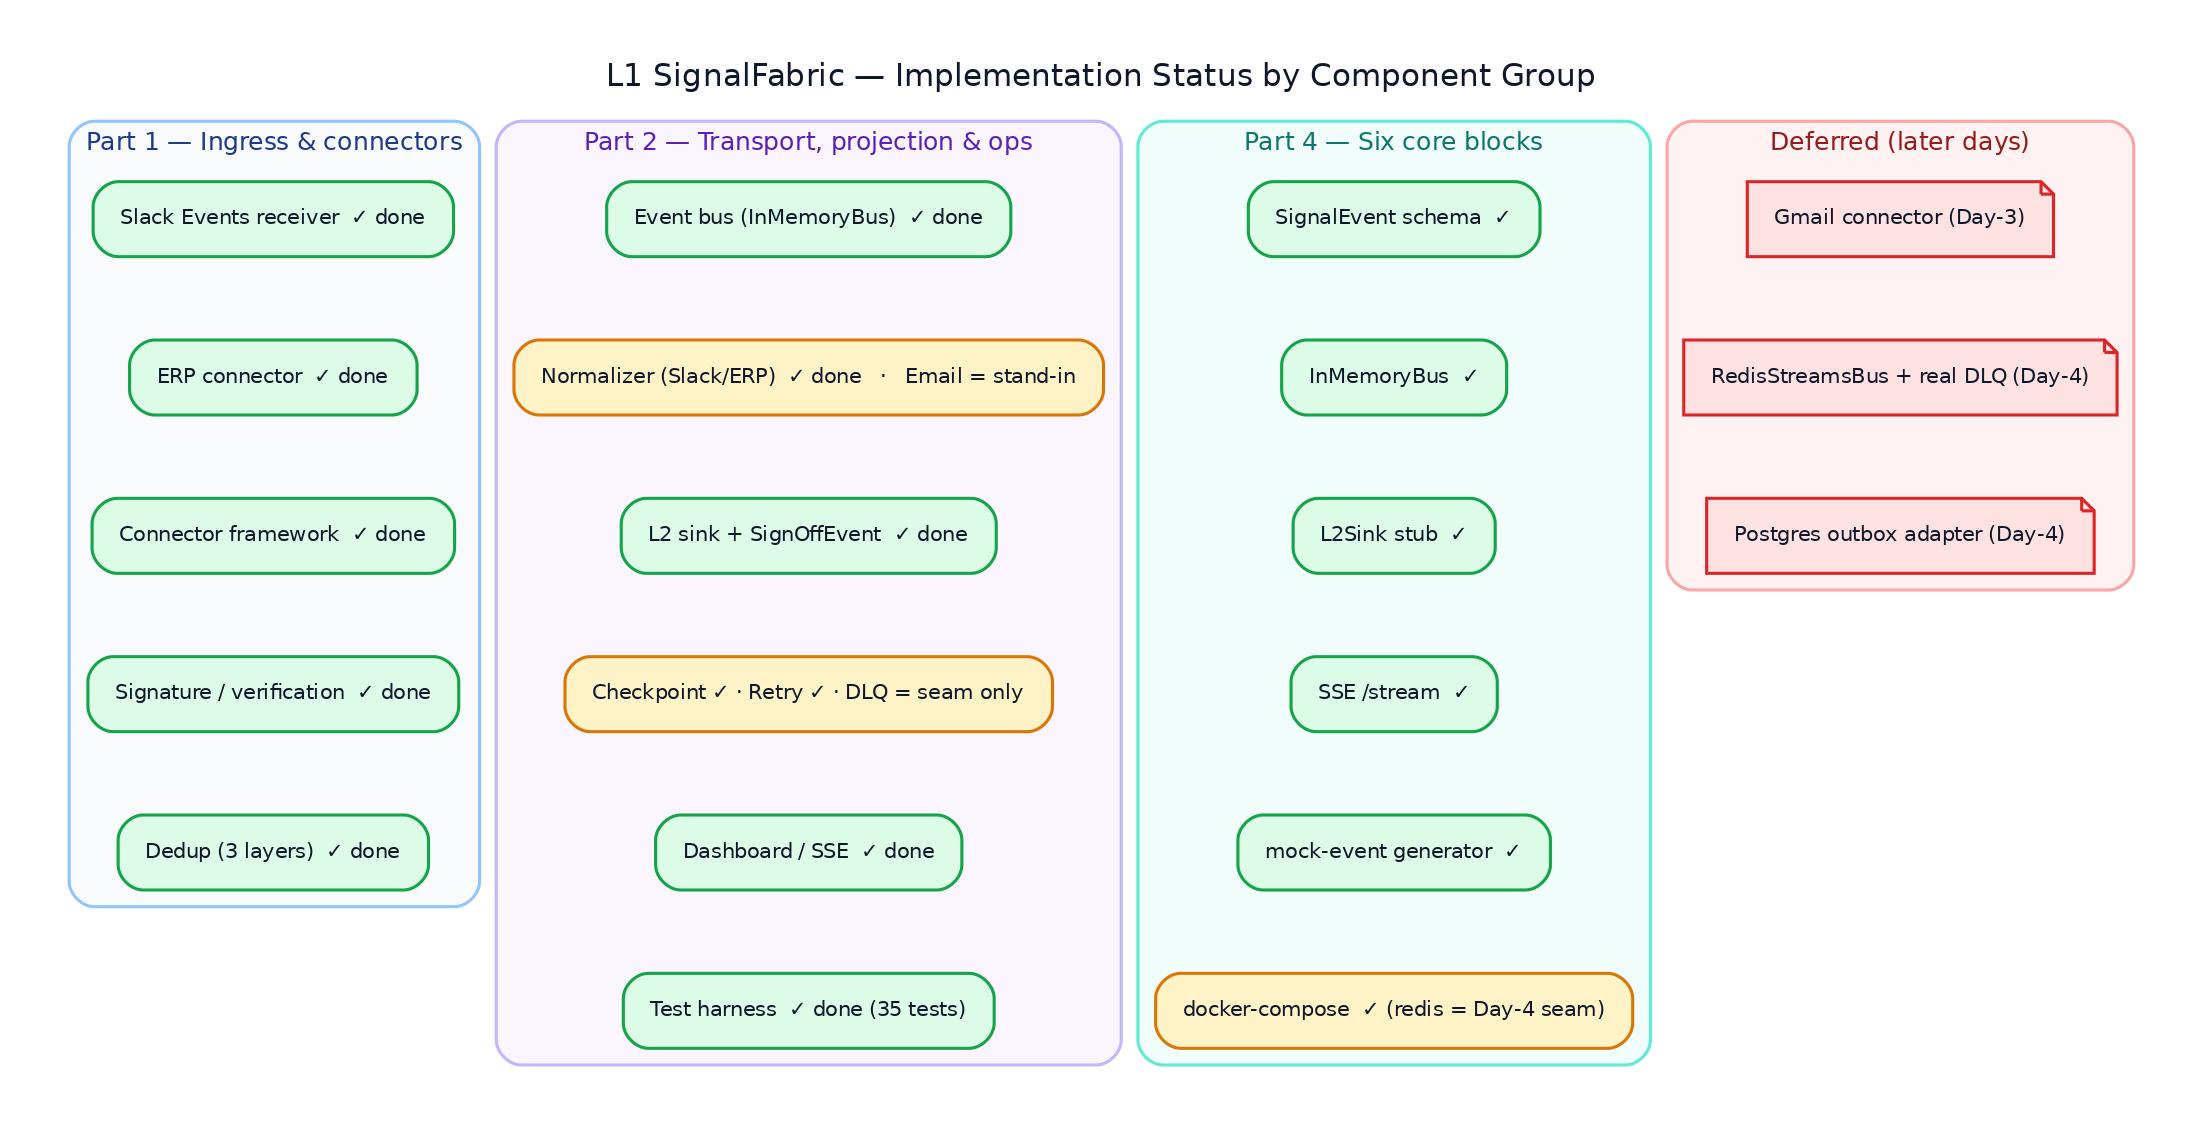 L1 SignalFabric — Implementation Status by Component Group
Part 1 — Ingress & connectors
Slack Events receiver ✓ done
ERP connector ✓ done
Connector framework ✓ done
Signature / verification ✓ done
Dedup (3 layers) ✓ done
Part 2 — Transport, projection & ops
Event bus (InMemoryBus) ✓ done
Normalizer (Slack/ERP) ✓ done · Email = stand-in
L2 sink + SignOffEvent ✓ done
Checkpoint ✓ · Retry ✓ · DLQ = seam only
Dashboard / SSE ✓ done
Test harness ✓ done (35 tests)
Part 4 — Six core blocks
SignalEvent schema ✓
InMemoryBus ✓
L2Sink stub ✓
SSE /stream ✓
mock-event generator ✓
docker-compose ✓ (redis = Day-4 seam)
Deferred (later days)
Gmail connector (Day-3)
RedisStreamsBus + real DLQ (Day-4)
Postgres outbox adapter (Day-4)